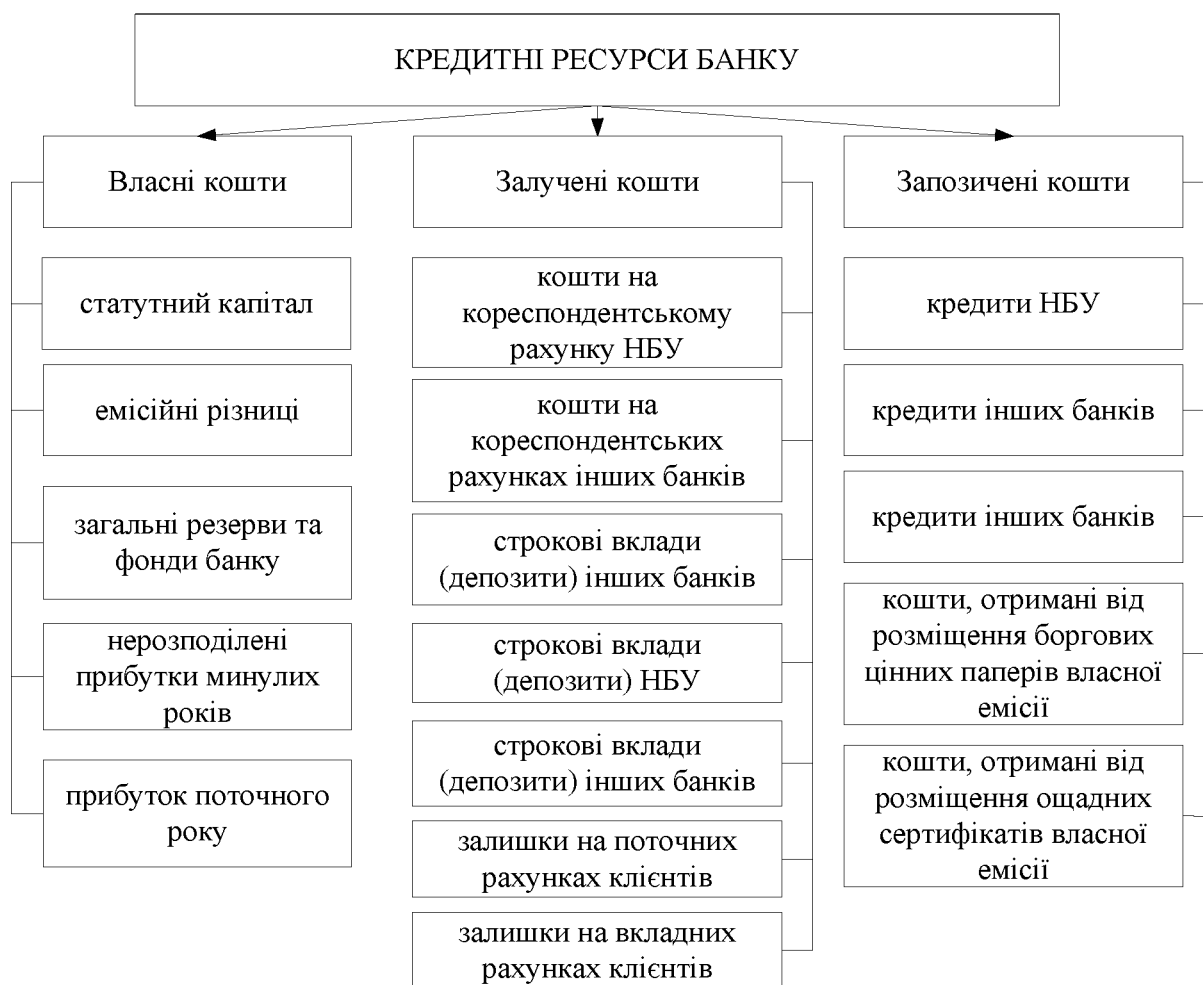 КРЕДИТНІ РЕСУРСИ БАНКУ
Власні кошти
статутний капітал
емісійні різниці
загальні резерви та
фонди банку
нерозподілені
прибутки минулих
років
прибуток поточного
року
Залучені кошти
кошти на
кореспондентському
рахунку НБУ
кошти на
кореспондентських
рахунках інших банків
строкові вклади
(депозити) інших банків
строкові вклади
(депозити) НБУ
строкові вклади
(депозити) інших банків
залишки на поточних
рахунках клієнтів
залишки на вкладних
рахунках клієнтів
Запозичені кошти
кредити НБУ
кредити інших банків
кредити інших банків
кошти, отримані від
розміщення боргових
цінних паперів власної
емісії
кошти, отримані від
розміщення ощадних
сертифікатів власної
емісії